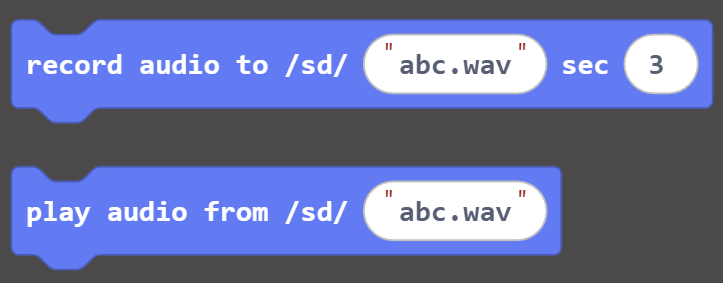 record audio to /sd/ "abc.wav" sec 3
play audio from /sd/ "abc.wav"